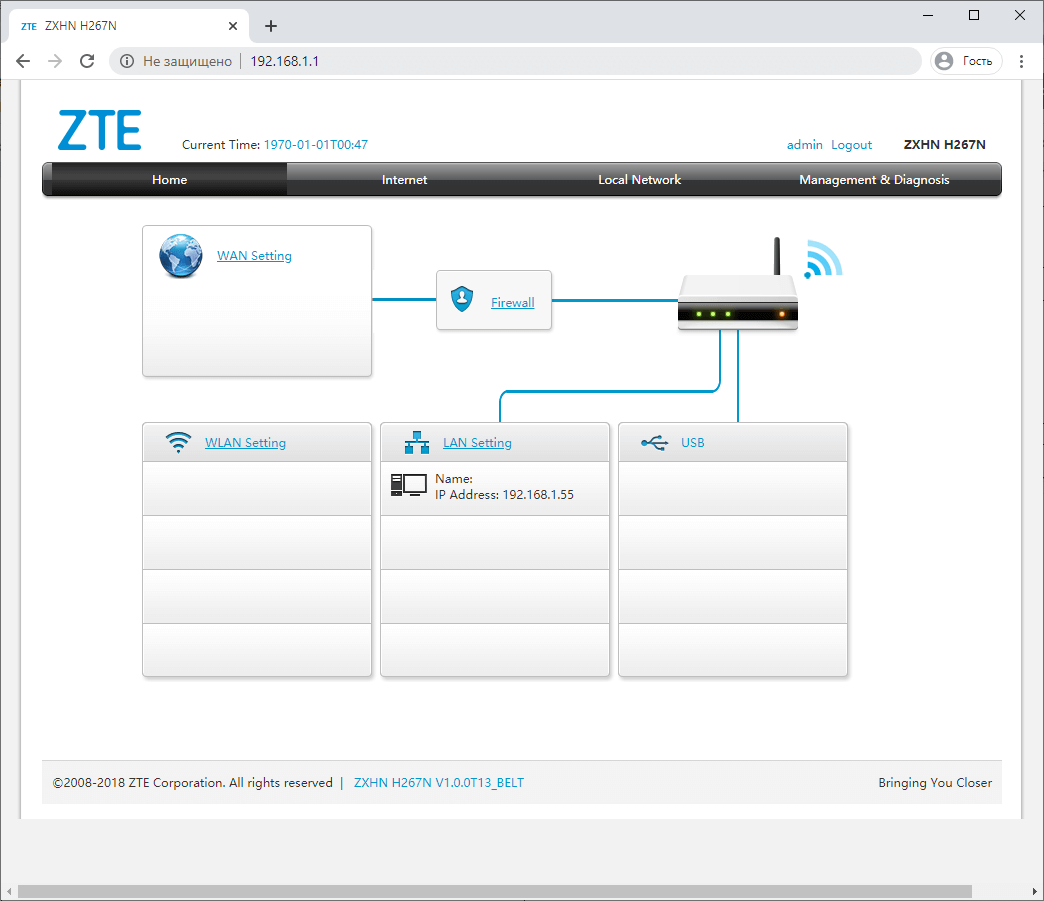 ZTE ZXHN H267N
Не защищено | 192.168.1.1
Гость
ZTE
Current Time: 1970-01-01T00:47
admin Logout ZXHN H267N
Home Internet Local Network Management & Diagnosis
WAN Setting
Firewall
WLAN Setting
LAN Setting
USB
Name:
IP Address: 192.168.1.55
©2008-2018 ZTE Corporation. All rights reserved | ZXHN H267N V1.0.0T13_BELT
Bringing You Closer